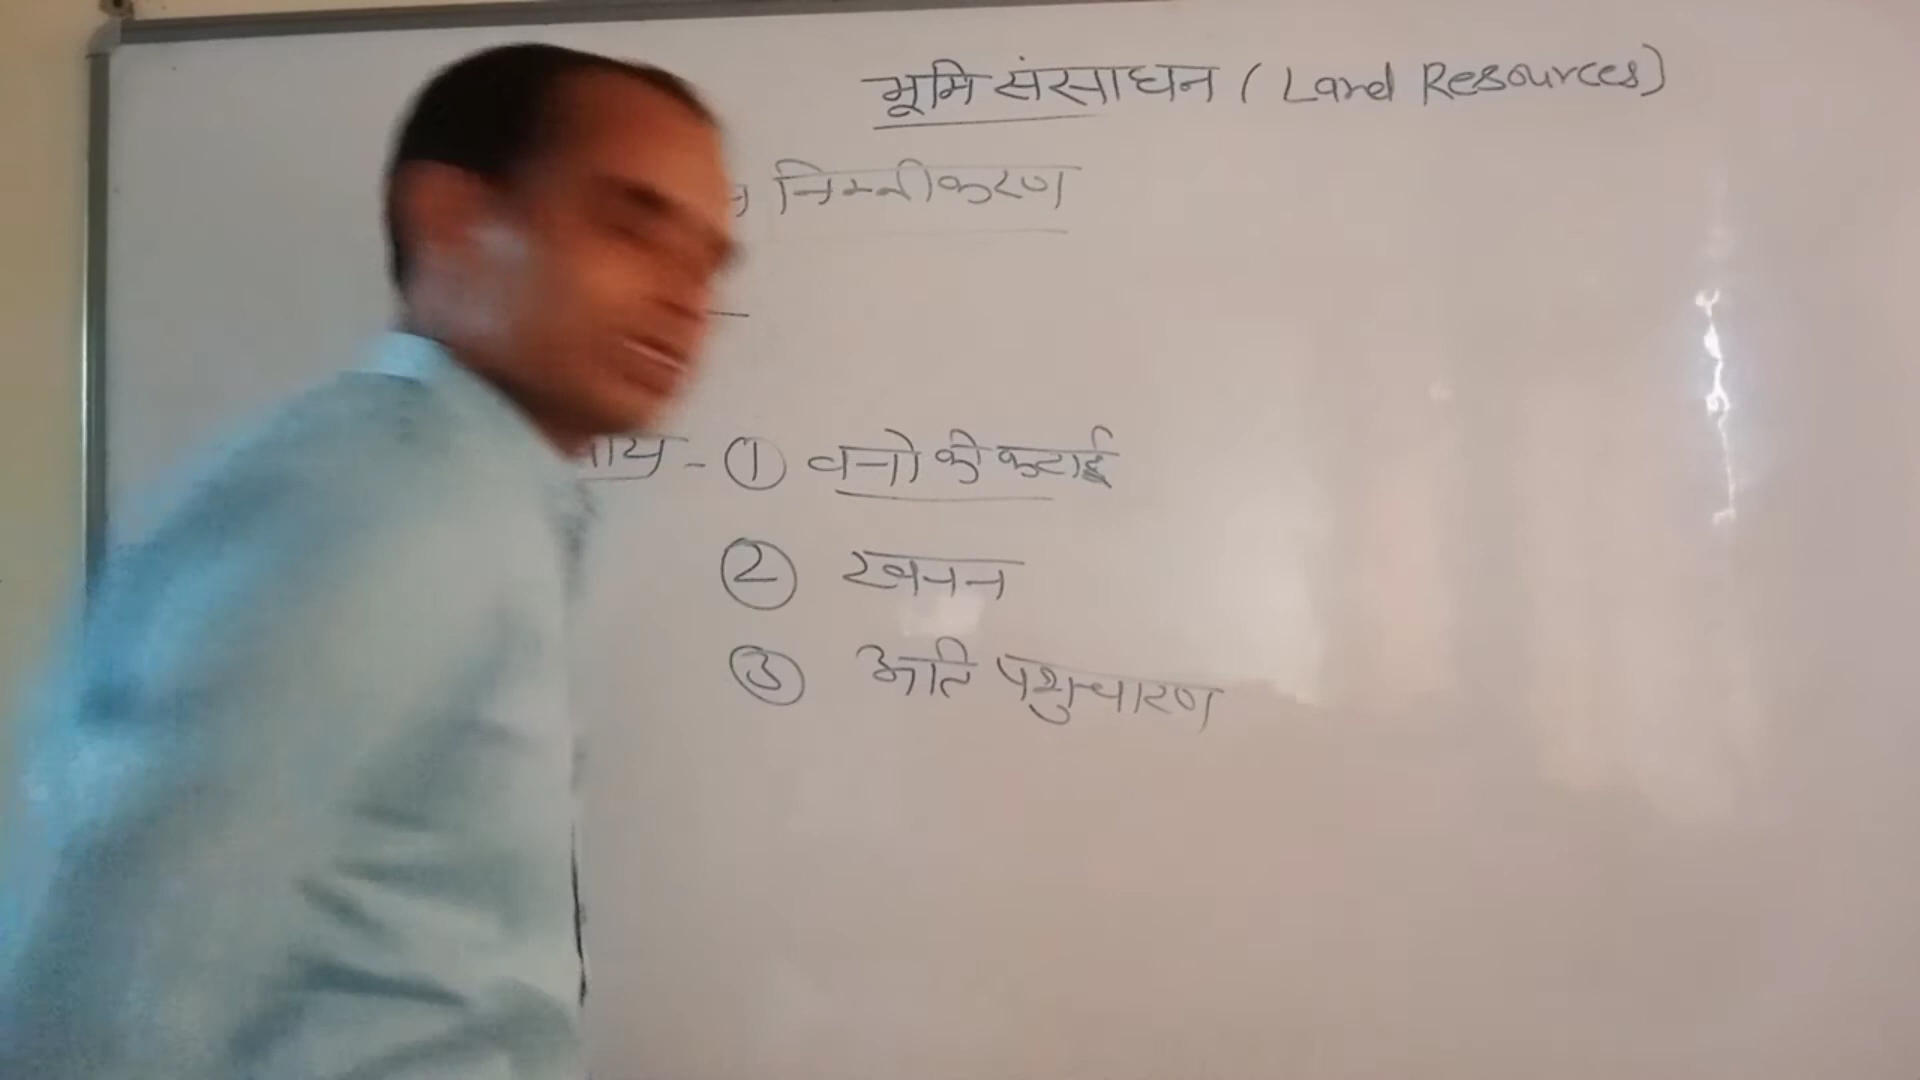 भूमि संसाधन ( Land Resources )
निम्नीकरण
- ① वनो की कटाई
② खनन
③ अति पशुचारण